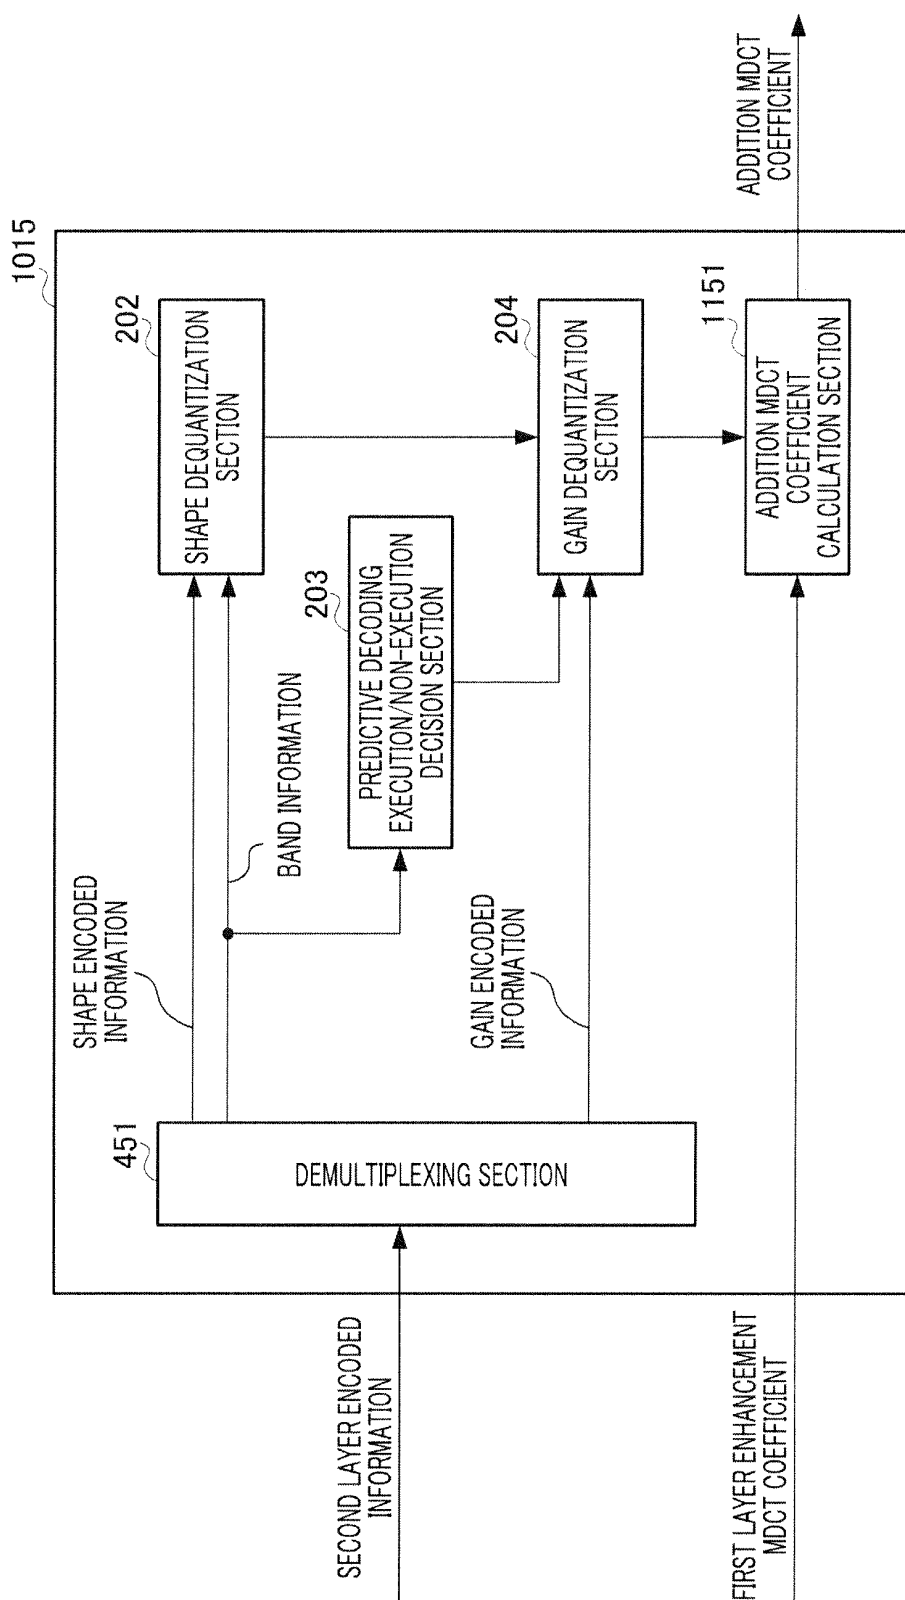 1015
SECOND LAYER ENCODED
INFORMATION
451
DEMULTIPLEXING SECTION
SHAPE ENCODED
INFORMATION
BAND INFORMATION
202
SHAPE DEQUANTIZATION
SECTION
203
PREDICTIVE DECODING
EXECUTION/NON-EXECUTION
DECISION SECTION
GAIN ENCODED
INFORMATION
204
GAIN DEQUANTIZATION
SECTION
FIRST LAYER ENHANCEMENT
MDCT COEFFICIENT
1151
ADDITION MDCT
COEFFICIENT
CALCULATION SECTION
ADDITION MDCT
COEFFICIENT